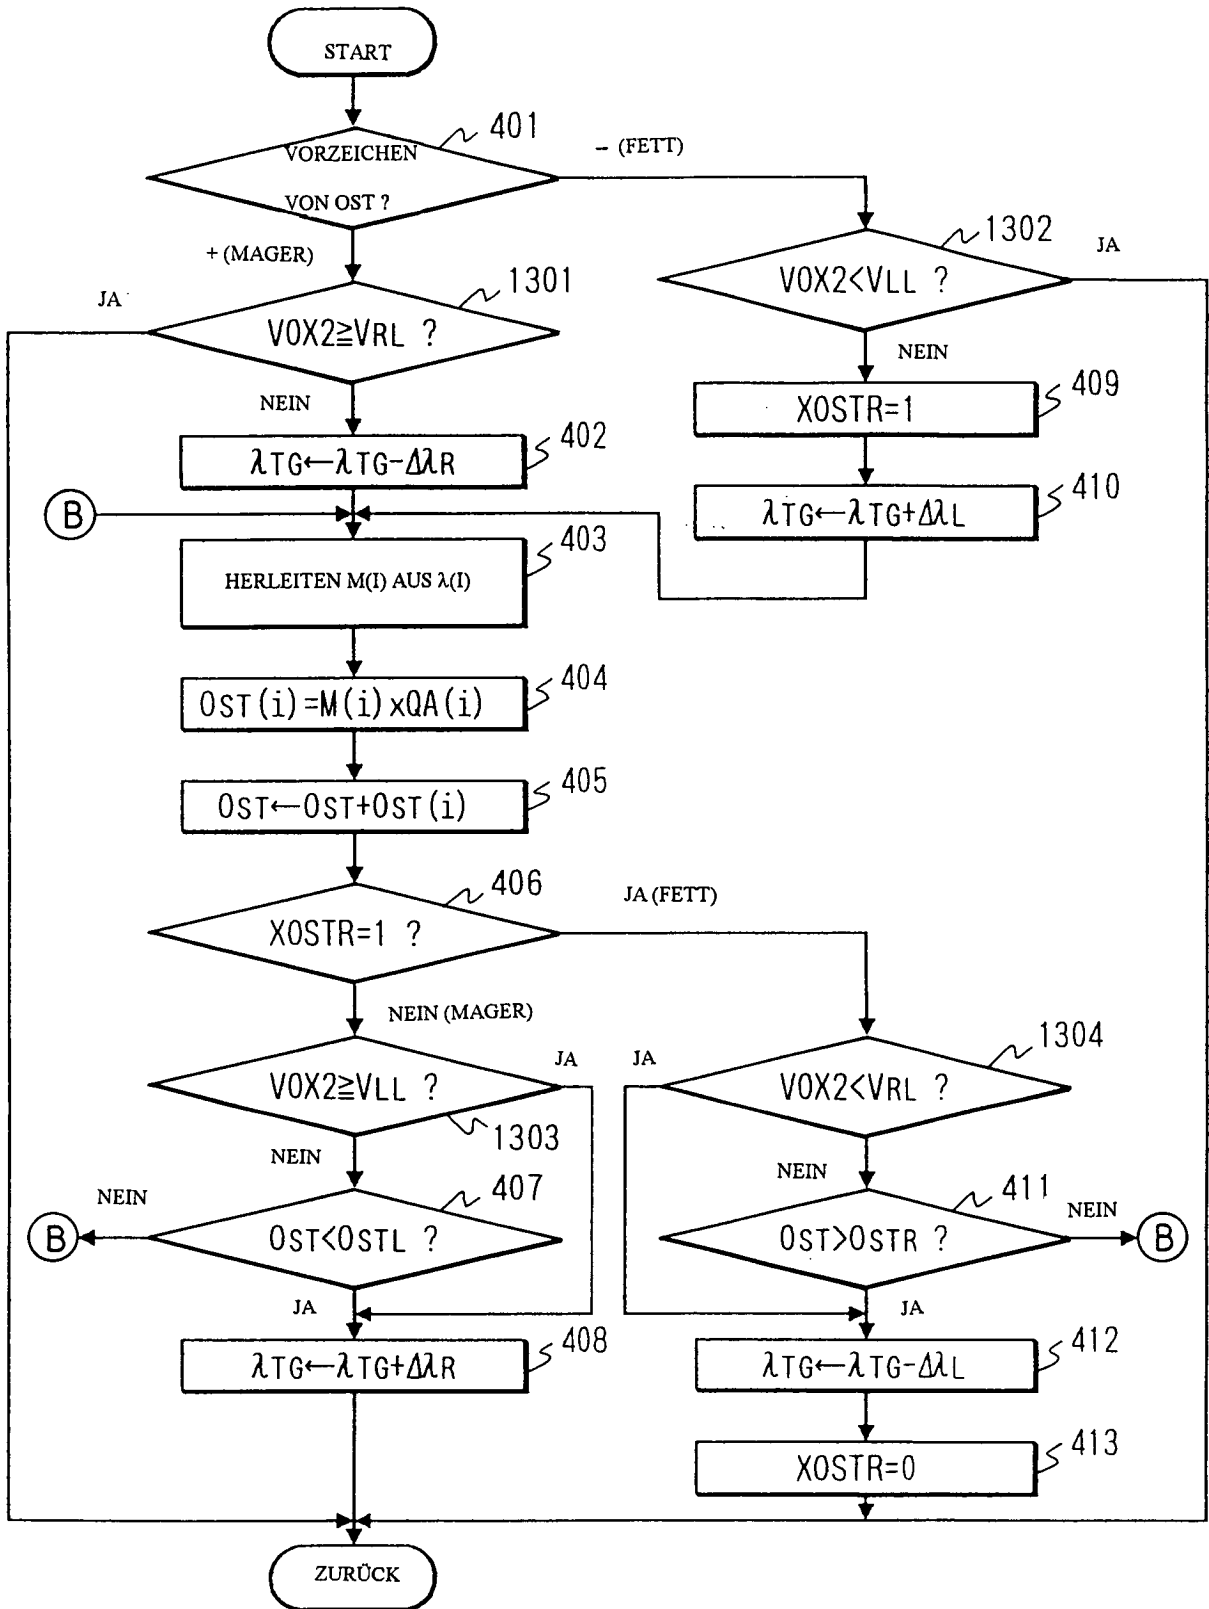 START
401
VORZEICHEN
VON OST ?
– (FETT)
+ (MAGER)
1302
JA
VOX2<VLL ?
NEIN
1301
JA
VOX2≧VRL ?
NEIN
409
XOSTR=1
402
λTG←λTG-ΔλR
410
λTG←λTG+ΔλL
B
403
HERLEITEN M(I) AUS λ(I)
404
OST(i)=M(i)xQA(i)
405
OST←OST+OST(i)
406
XOSTR=1 ?
JA (FETT)
NEIN (MAGER)
VOX2≧VLL ?
JA
1303
NEIN
JA
1304
VOX2<VRL ?
NEIN
407
NEIN
B
OST<OSTL ?
JA
411
OST>OSTR ?
NEIN
B
JA
408
λTG←λTG+ΔλR
412
λTG←λTG-ΔλL
413
XOSTR=0
ZURÜCK